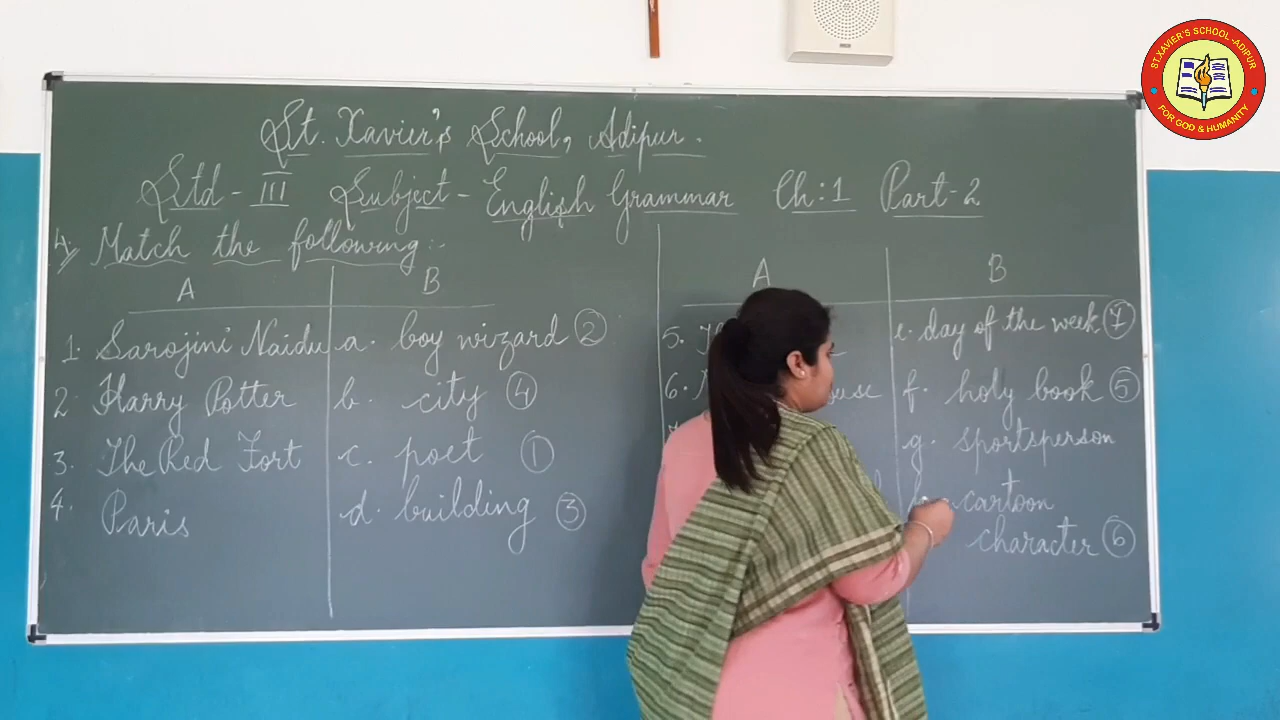 St. Xavier's School, Adipur.
Std - III Subject - English Grammar Ch:1 Part-2
4. Match the following:-
A B
1. Sarojini Naidu a. boy wizard ②
2. Harry Potter b. city ④
3. The Red Fort c. poet ①
4. Paris d. building ③
A B
5. e. day of the week ⑦
6. f. holy book ⑤
g. sportsperson
cartoon
character ⑥
ST.XAVIER'S SCHOOL-ADIPUR
FOR GOD & HUMANITY